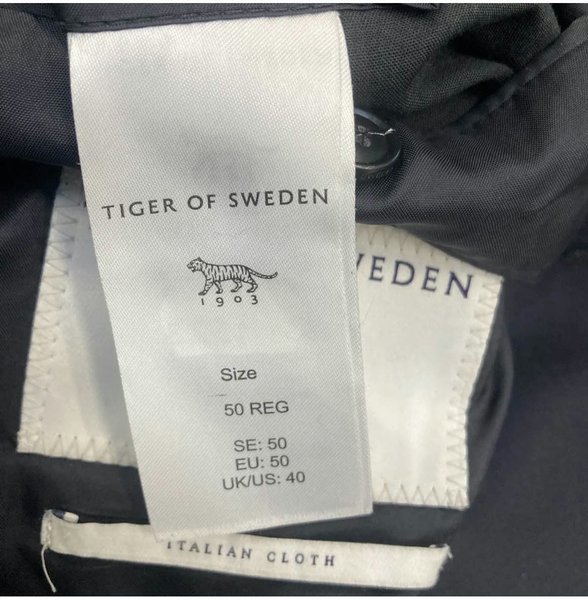 TIGER OF SWEDEN
1903
Size
50 REG
SE: 50
EU: 50
UK/US: 40
WEDEN
ITALIAN CLOTH